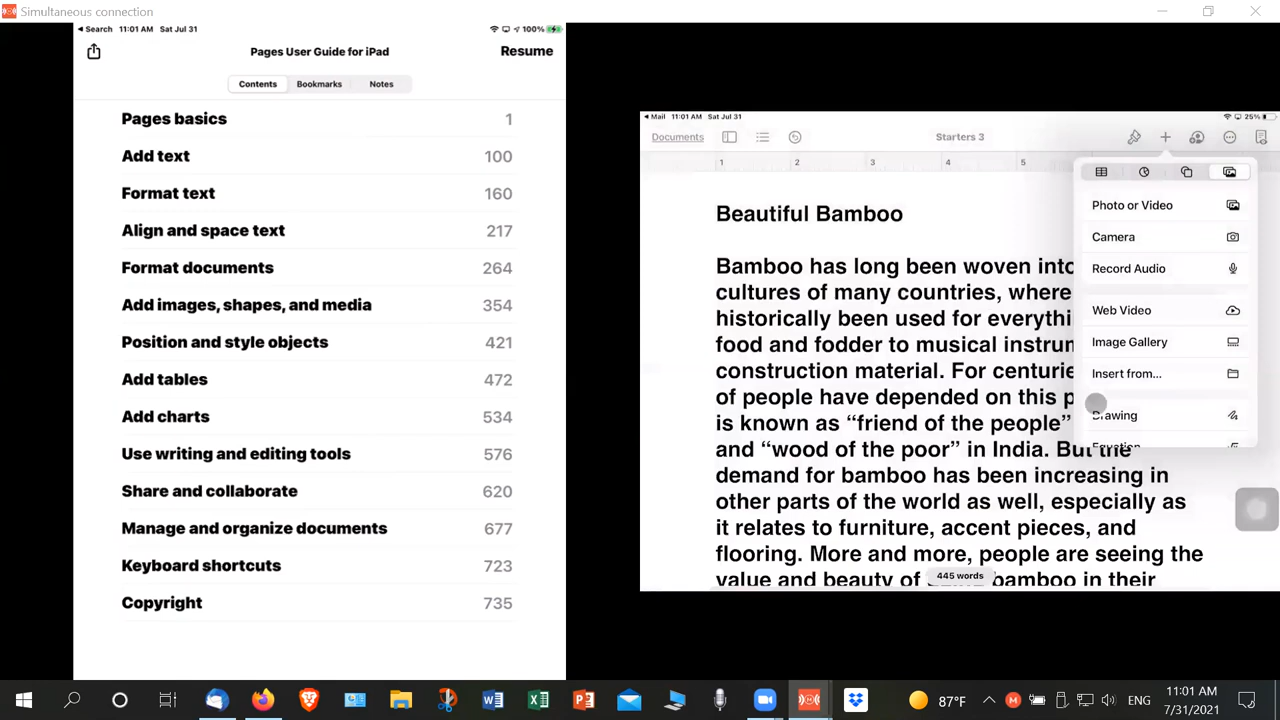 Simultaneous connection
Search 11:01 AM Sat Jul 31
100%
Pages User Guide for iPad
Resume
Contents Bookmarks Notes
Pages basics 1
Add text 100
Format text 160
Align and space text 217
Format documents 264
Add images, shapes, and media 354
Position and style objects 421
Add tables 472
Add charts 534
Use writing and editing tools 576
Share and collaborate 620
Manage and organize documents 677
Keyboard shortcuts 723
Copyright 735
Mail 11:01 AM Sat Jul 31
25%
Documents
Starters 3
1 2 3 4 5
Beautiful Bamboo
Bamboo has long been woven into
cultures of many countries, where
historically been used for everythi
food and fodder to musical instrum
construction material. For centurie
of people have depended on this p
is known as “friend of the people”
and “wood of the poor” in India. But the
demand for bamboo has been increasing in
other parts of the world as well, especially as
it relates to furniture, accent pieces, and
flooring. More and more, people are seeing the
value and beauty of bamboo in their
445 words
Photo or Video
Camera
Record Audio
Web Video
Image Gallery
Insert from...
Drawing
Equation
87°F
ENG
11:01 AM
7/31/2021